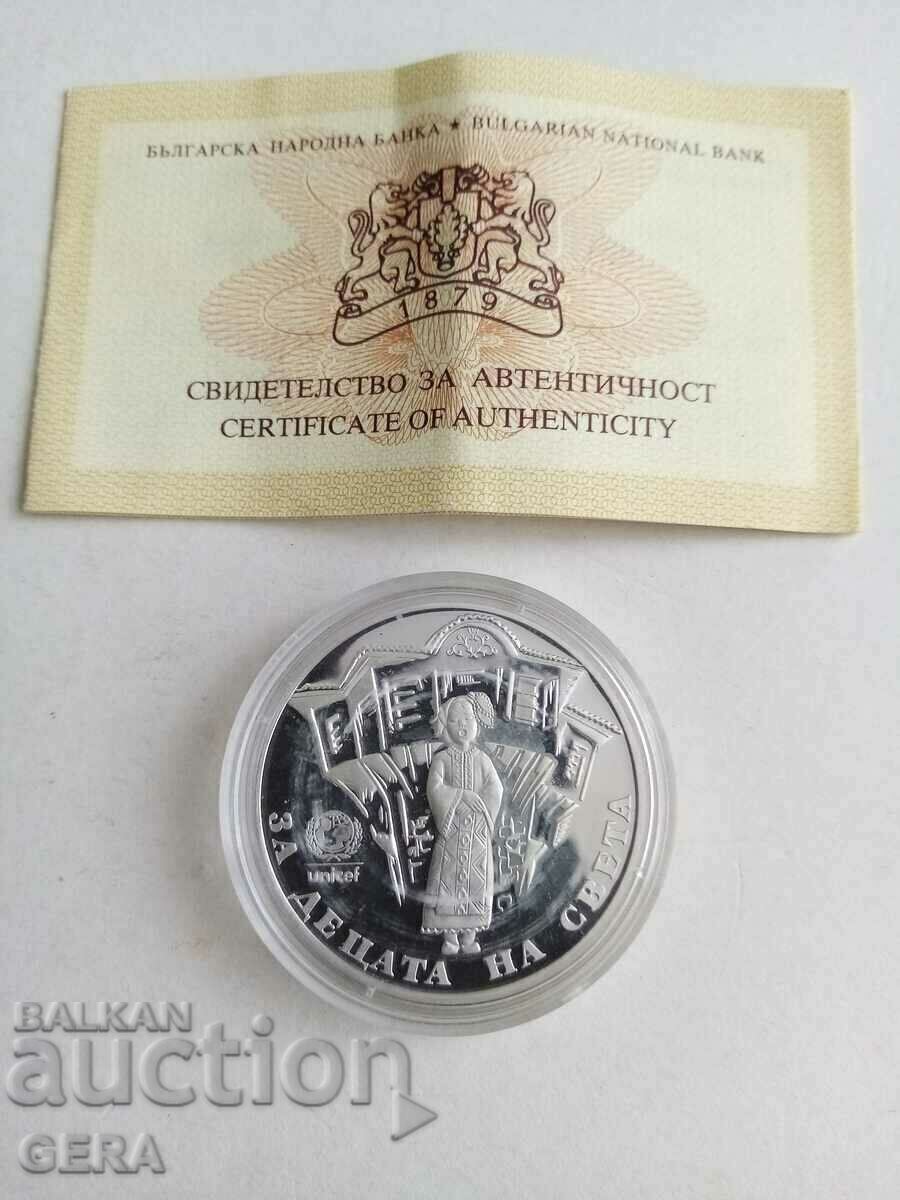 БЪЛГАРСКА НАРОДНА БАНКА ★ BULGARIAN NATIONAL BANK
1879
СВИДЕТЕЛСТВО ЗА АВТЕНТИЧНОСТ
CERTIFICATE OF AUTHENTICITY
unicef
ЗА ДЕЦАТА НА СВЕТА
BALKAN
auction
GERA